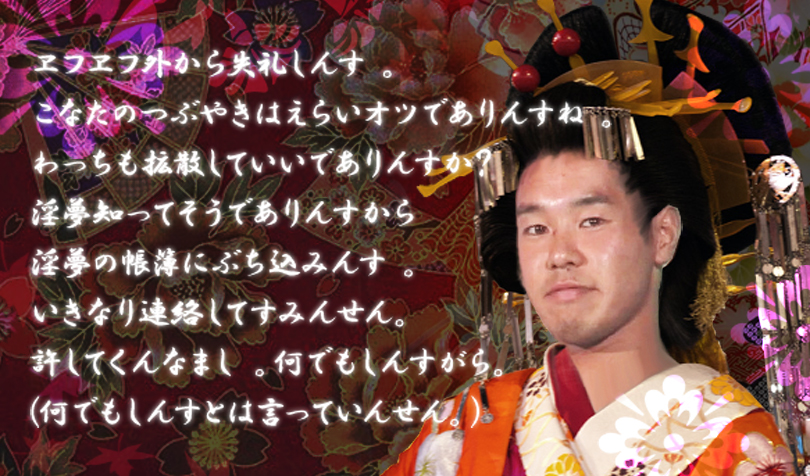 ヱフヱフ外から失礼しんす 。
こなたのつぶやきはえらいオツでありんすね 。
わっちも拡散していいでありんすか?
淫夢知ってそうでありんすから
淫夢の帳簿にぶち込みんす 。
いきなり連絡してすみんせん。
許してくんなまし 。何でもしんすがら。
(何でもしんすとは言っていんせん。)